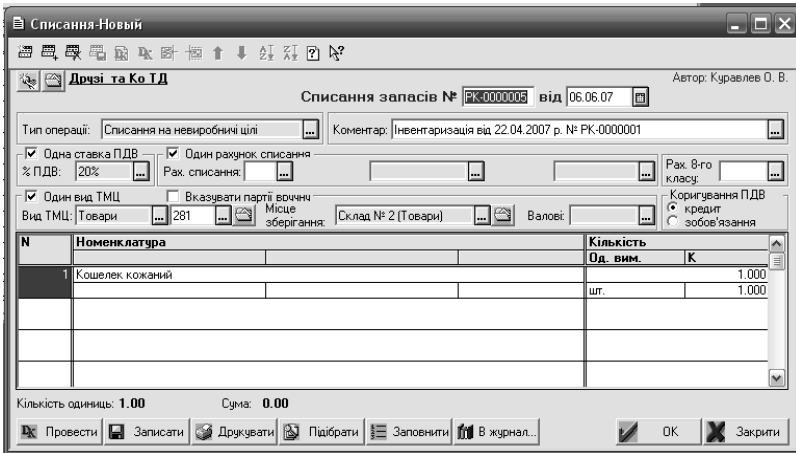 Списання-Новый
Друзі та Ко ТД
Автор: Куравлев О. В.
Списання запасів № РК-0000005 від 06.06.07
Тип операції: Списання на невиробничі цілі ... Коментар: Інвентаризація від 22.04.2007 р. № РК-0000001 ...
Одна ставка ПДВ Один рахунок списання
% ПДВ: 20% ... Рах. списання: ... ... ... Рах. 8-го класу: ...
Один вид ТМЦ Вказувати партії вручну Коригування ПДВ
Вид ТМЦ: Товари ... 281 ... Місце зберігання: Склад № 2 (Товари) ... Валові: ... кредит
зобов'язання
N Номенклатура Кількість
Од. вим. К
1 Кошелек кожаний 1.000
шт. 1.000
Кількість одиниць: 1.00 Сума: 0.00
Провести Записати Друкувати Підібрати Заповнити В журнал... OK Закрити